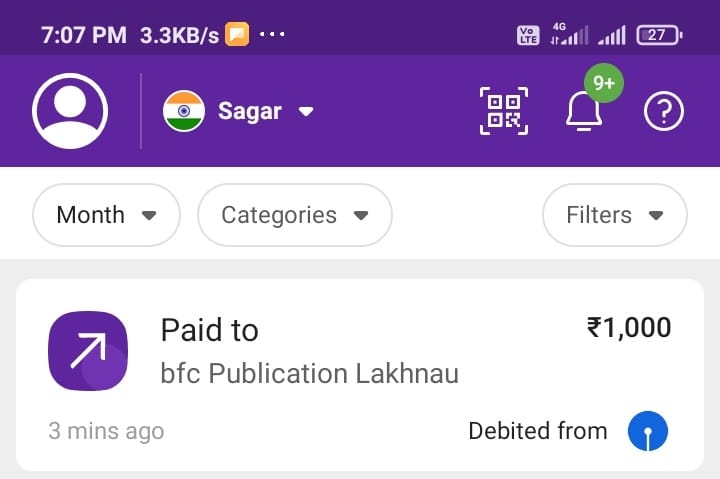 7:07 PM 3.3KB/s ...
Vo LTE 4G 27
Sagar 9+ ?
Month Categories Filters
Paid to ₹1,000
bfc Publication Lakhnau
3 mins ago Debited from